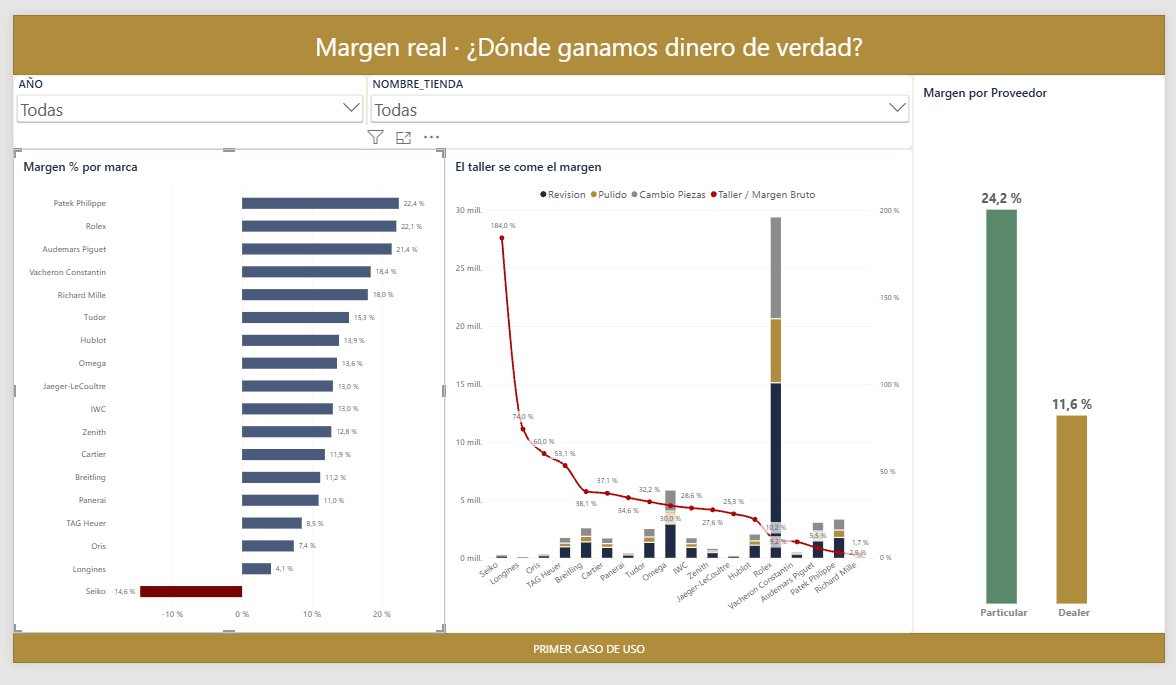 Margen real · ¿Dónde ganamos dinero de verdad?
AÑO
Todas
NOMBRE_TIENDA
Todas
Margen % por marca
Patek Philippe 22,4 %
Rolex 22,1 %
Audemars Piguet 21,4 %
Vacheron Constantin 18,4 %
Richard Mille 18,0 %
Tudor 15,3 %
Hublot 13,9 %
Omega 13,6 %
Jaeger-LeCoultre 13,0 %
IWC 13,0 %
Zenith 12,8 %
Cartier 11,9 %
Breitling 11,2 %
Panerai 11,0 %
TAG Heuer 8,5 %
Oris 7,4 %
Longines 4,1 %
Seiko -14,6 %
-10 % 0 % 10 % 20 %
El taller se come el margen
Revision Pulido Cambio Piezas Taller / Margen Bruto
30 mill. 200 %
25 mill.
150 %
20 mill.
15 mill.
100 %
10 mill.
50 %
5 mill.
0 mill. 0 %
184,0 %
74,0 %
60,0 %
53,1 %
38,1 %
37,1 %
34,6 %
32,2 %
30,0 %
28,6 %
27,6 %
25,3 %
10,2 %
9,2 %
5,5 %
2,9 %
1,7 %
Seiko
Longines
Oris
TAG Heuer
Breitling
Cartier
Panerai
Tudor
Omega
IWC
Zenith
Jaeger-LeCoultre
Hublot
Rolex
Vacheron Constantin
Audemars Piguet
Patek Philippe
Richard Mille
Margen por Proveedor
24,2 %
11,6 %
Particular Dealer
PRIMER CASO DE USO